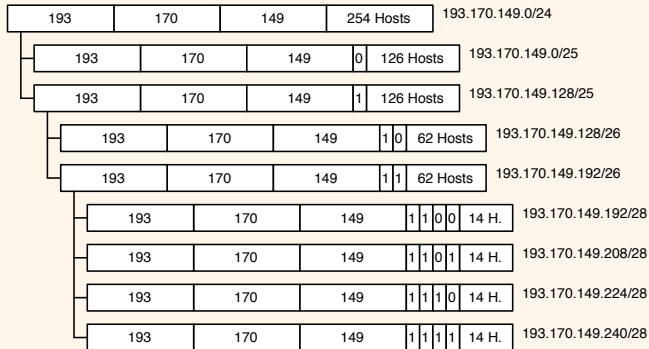 193 170 149 254 Hosts 193.170.149.0/24
193 170 149 0 126 Hosts 193.170.149.0/25
193 170 149 1 126 Hosts 193.170.149.128/25
193 170 149 1 0 62 Hosts 193.170.149.128/26
193 170 149 1 1 62 Hosts 193.170.149.192/26
193 170 149 1 1 0 0 14 H. 193.170.149.192/28
193 170 149 1 1 0 1 14 H. 193.170.149.208/28
193 170 149 1 1 1 0 14 H. 193.170.149.224/28
193 170 149 1 1 1 1 14 H. 193.170.149.240/28